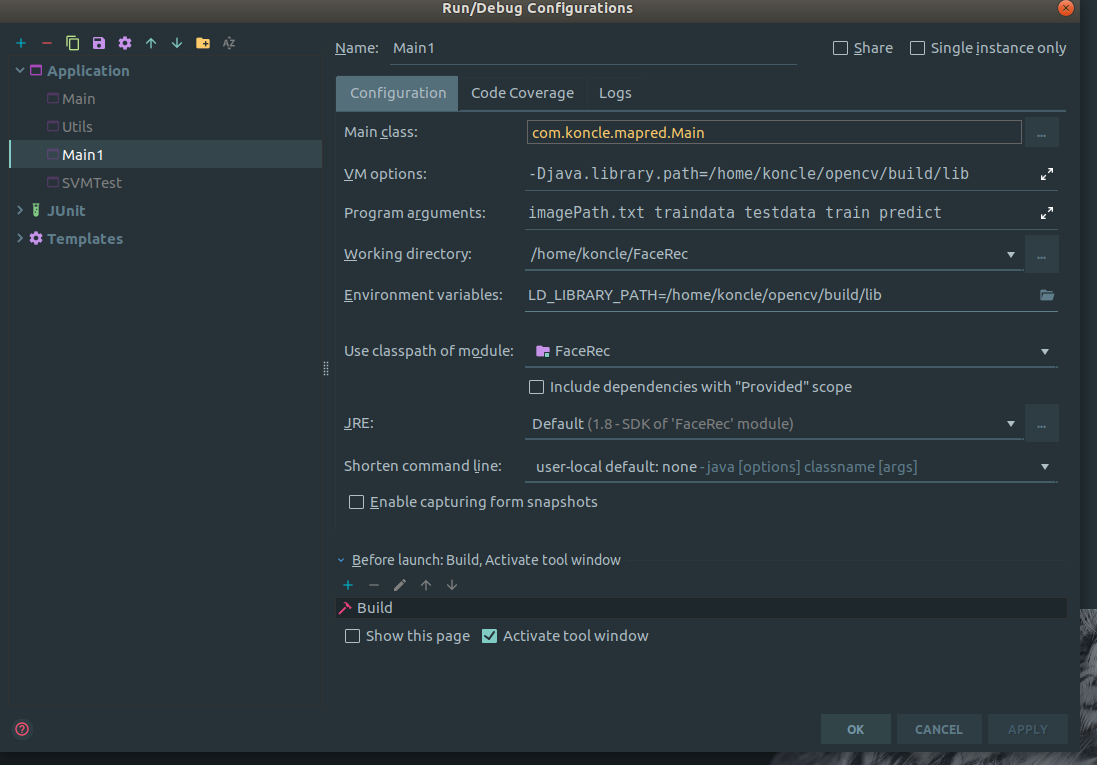 Run/Debug Configurations
Application
Main
Utils
Main1
SVMTest
JUnit
Templates
Name: Main1
Share
Single instance only
Configuration
Code Coverage
Logs
Main class: com.koncle.mapred.Main ...
VM options: -Djava.library.path=/home/koncle/opencv/build/lib
Program arguments: imagePath.txt traindata testdata train predict
Working directory: /home/koncle/FaceRec ...
Environment variables: LD_LIBRARY_PATH=/home/koncle/opencv/build/lib
Use classpath of module: FaceRec
Include dependencies with "Provided" scope
JRE: Default (1.8 - SDK of 'FaceRec' module) ...
Shorten command line: user-local default: none - java [options] classname [args]
Enable capturing form snapshots
Before launch: Build, Activate tool window
Build
Show this page Activate tool window
OK CANCEL APPLY